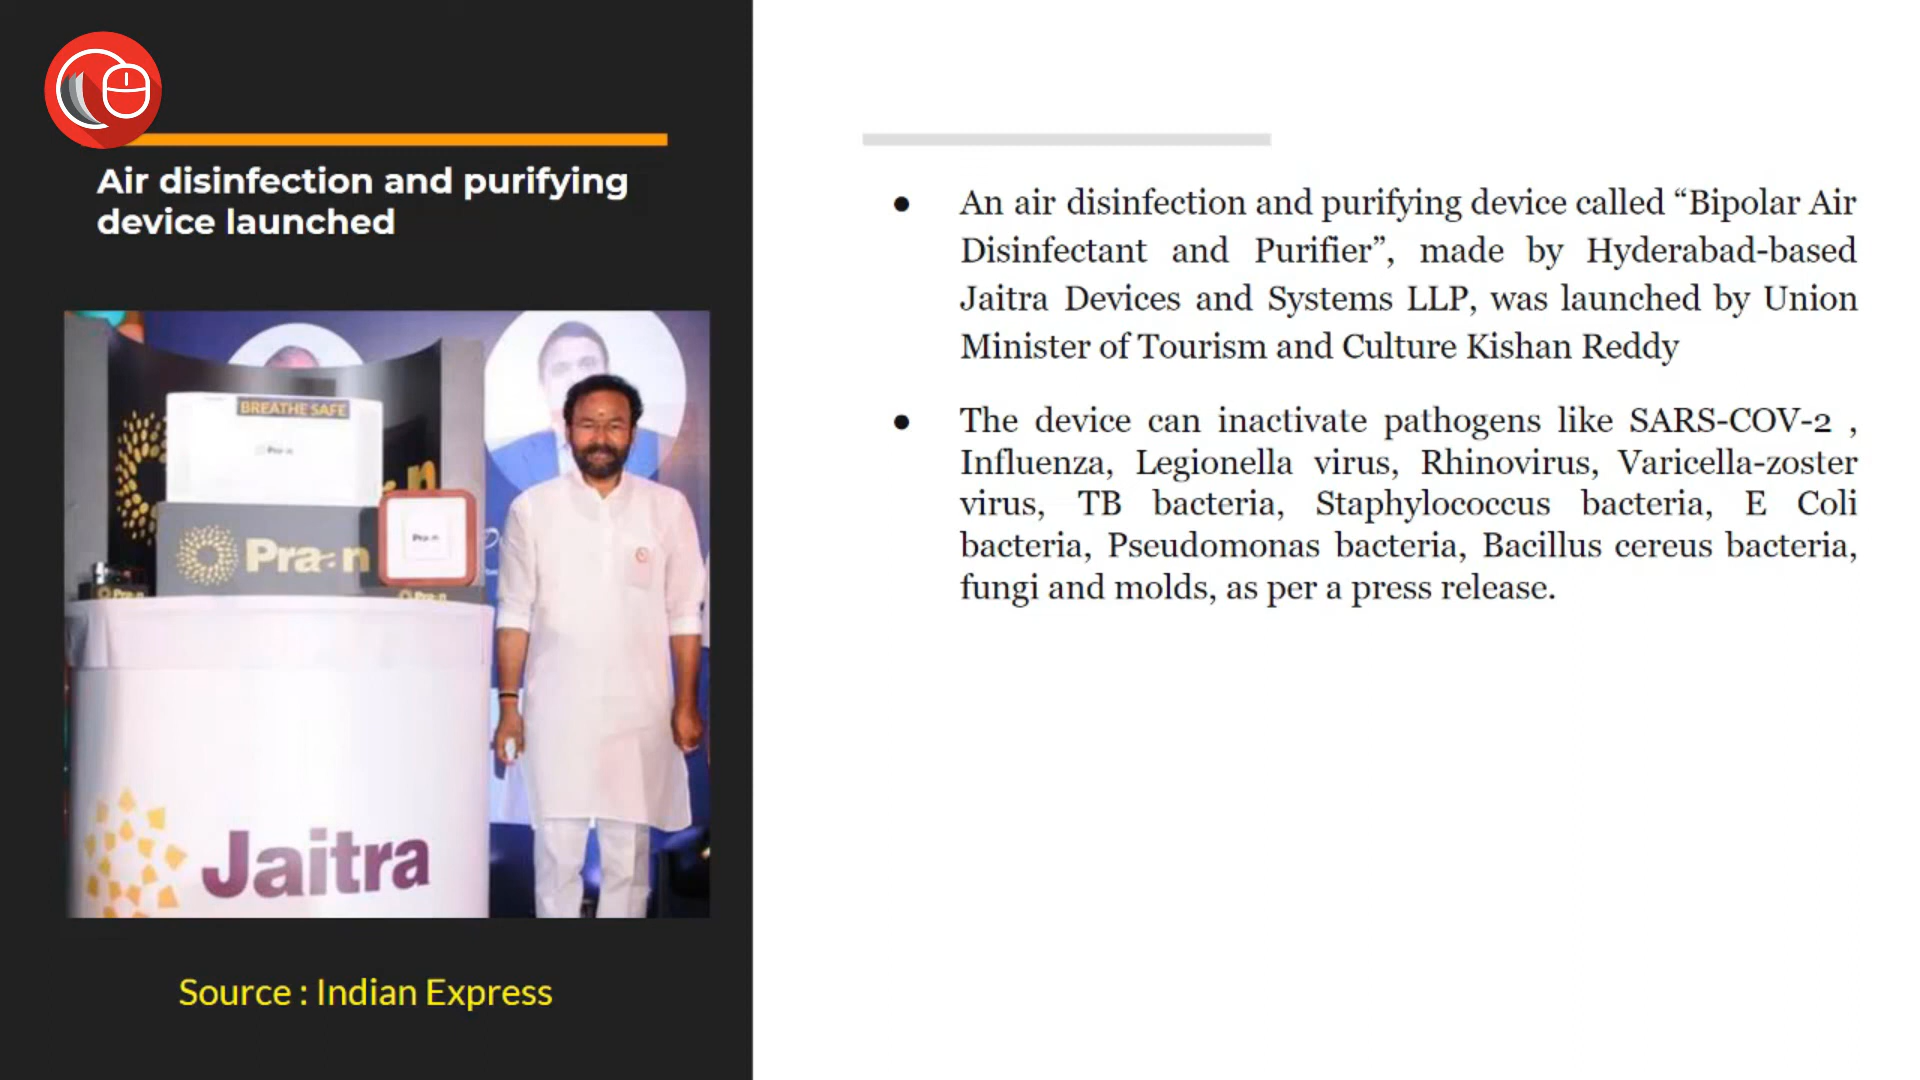 Air disinfection and purifying
device launched
BREATHE SAFE
Praan
Jaitra
Source : Indian Express
● An air disinfection and purifying device called “Bipolar Air
Disinfectant and Purifier”, made by Hyderabad-based
Jaitra Devices and Systems LLP, was launched by Union
Minister of Tourism and Culture Kishan Reddy
● The device can inactivate pathogens like SARS-COV-2 ,
Influenza, Legionella virus, Rhinovirus, Varicella-zoster
virus, TB bacteria, Staphylococcus bacteria, E Coli
bacteria, Pseudomonas bacteria, Bacillus cereus bacteria,
fungi and molds, as per a press release.